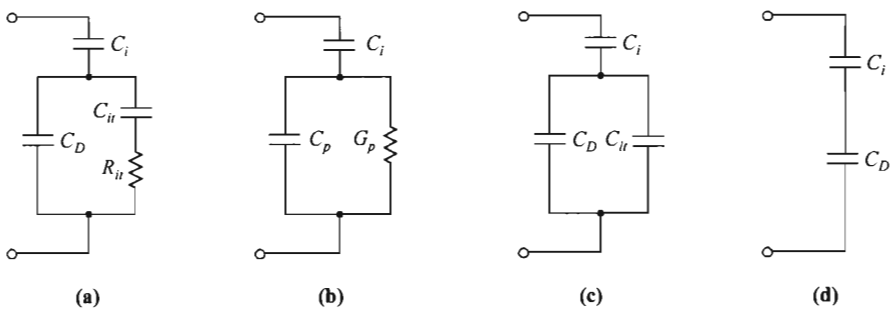 C_i C_i C_i C_i
C_it
C_D C_p G_p C_D C_it
R_it C_D
(a) (b) (c) (d)